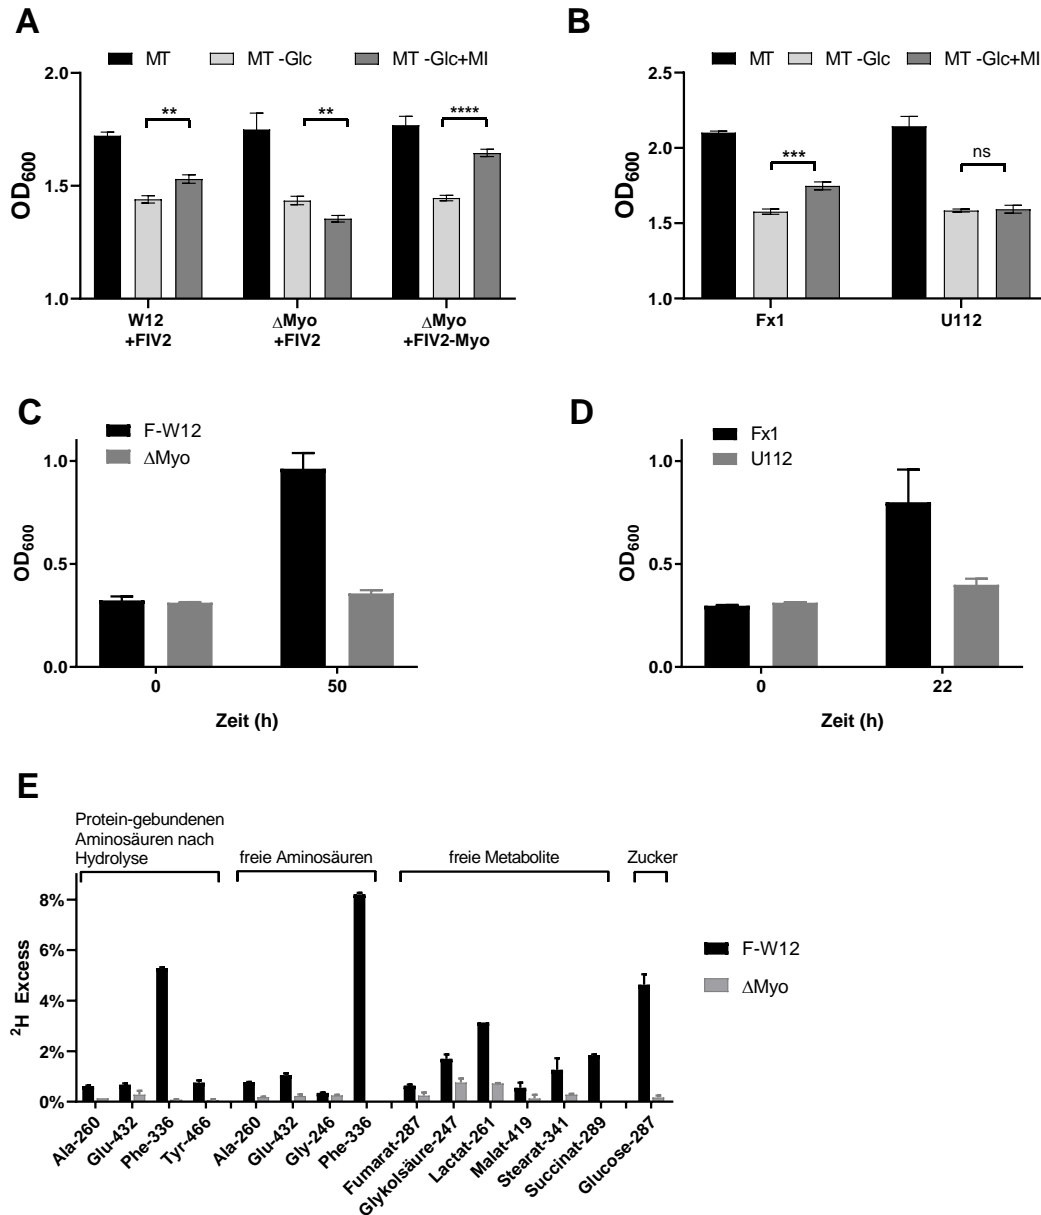 A
MT MT -Glc MT -Glc+MI
2.0
1.5
1.0
OD600
** ** ****
W12 ΔMyo ΔMyo
+FIV2 +FIV2 +FIV2-Myo
B
MT MT -Glc MT -Glc+MI
2.5
2.0
1.5
1.0
OD600
*** ns
Fx1 U112
C
F-W12
ΔMyo
1.0
0.5
0.0
OD600
0 50
Zeit (h)
D
Fx1
U112
1.0
0.5
0.0
OD600
0 22
Zeit (h)
E
Protein-gebundenen
Aminosäuren nach
Hydrolyse
freie Aminosäuren
freie Metabolite
Zucker
8%
6%
4%
2%
0%
2H Excess
F-W12
ΔMyo
Ala-260
Glu-432
Phe-336
Tyr-466
Ala-260
Glu-432
Gly-246
Phe-336
Fumarat-287
Glykolsäure-247
Lactat-261
Malat-419
Stearat-341
Succinat-289
Glucose-287